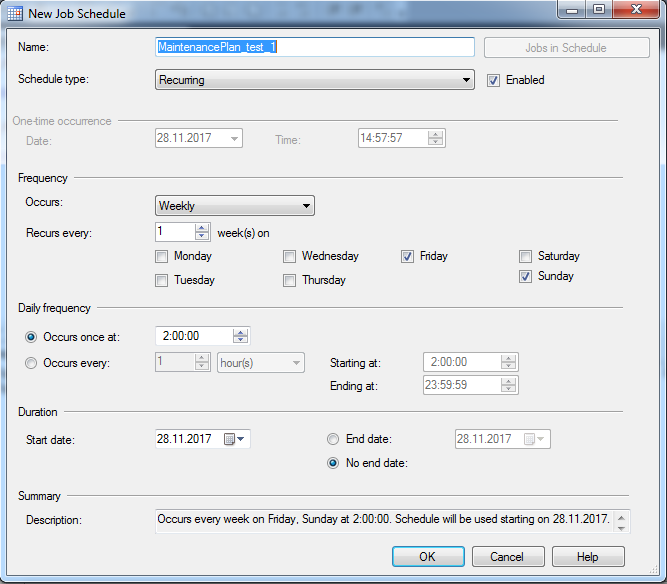 New Job Schedule
Name: MaintenancePlan_test_1 Jobs in Schedule
Schedule type: Recurring Enabled
One-time occurrence
Date: 28.11.2017 Time: 14:57:57
Frequency
Occurs: Weekly
Recurs every: 1 week(s) on
Monday Wednesday Friday Saturday
Tuesday Thursday Sunday
Daily frequency
Occurs once at: 2:00:00
Occurs every: 1 hour(s) Starting at: 2:00:00
Ending at: 23:59:59
Duration
Start date: 28.11.2017 End date: 28.11.2017
No end date:
Summary
Description: Occurs every week on Friday, Sunday at 2:00:00. Schedule will be used starting on 28.11.2017.
OK Cancel Help